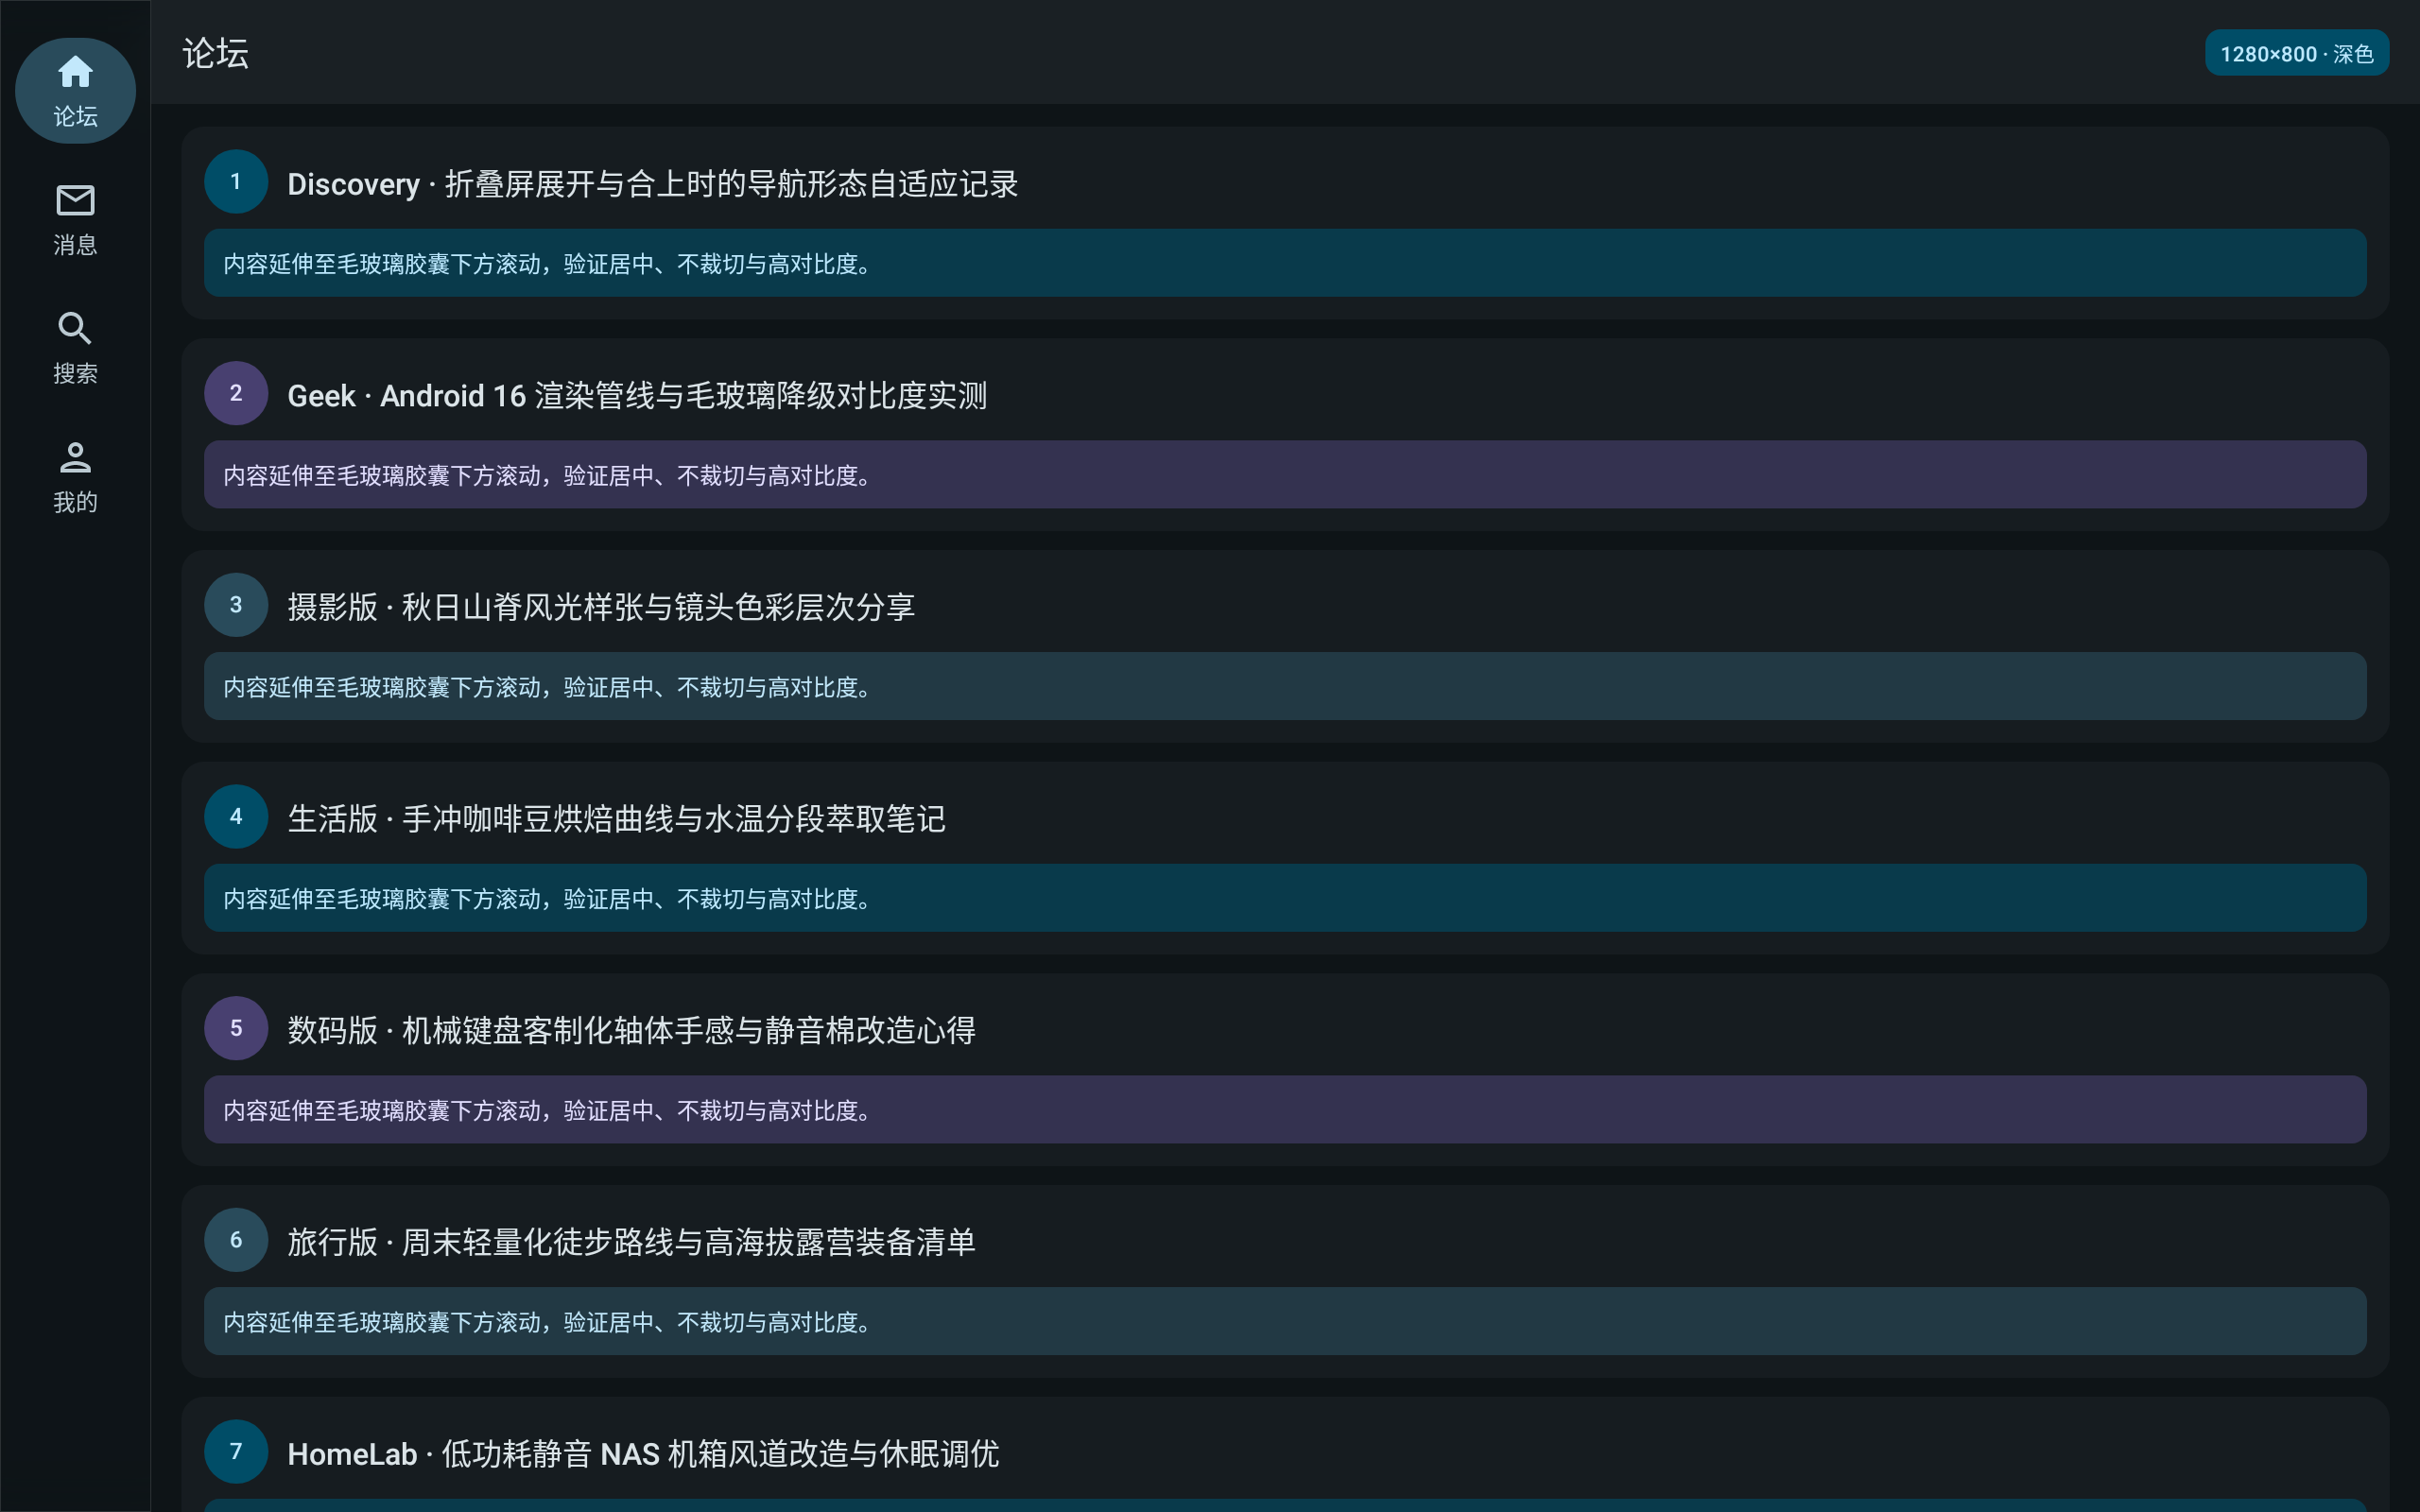 论坛
消息
搜索
我的
论坛
1280×800 · 深色
1
Discovery · 折叠屏展开与合上时的导航形态自适应记录
内容延伸至毛玻璃胶囊下方滚动，验证居中、不裁切与高对比度。
2
Geek · Android 16 渲染管线与毛玻璃降级对比度实测
内容延伸至毛玻璃胶囊下方滚动，验证居中、不裁切与高对比度。
3
摄影版 · 秋日山脊风光样张与镜头色彩层次分享
内容延伸至毛玻璃胶囊下方滚动，验证居中、不裁切与高对比度。
4
生活版 · 手冲咖啡豆烘焙曲线与水温分段萃取笔记
内容延伸至毛玻璃胶囊下方滚动，验证居中、不裁切与高对比度。
5
数码版 · 机械键盘客制化轴体手感与静音棉改造心得
内容延伸至毛玻璃胶囊下方滚动，验证居中、不裁切与高对比度。
6
旅行版 · 周末轻量化徒步路线与高海拔露营装备清单
内容延伸至毛玻璃胶囊下方滚动，验证居中、不裁切与高对比度。
7
HomeLab · 低功耗静音 NAS 机箱风道改造与休眠调优